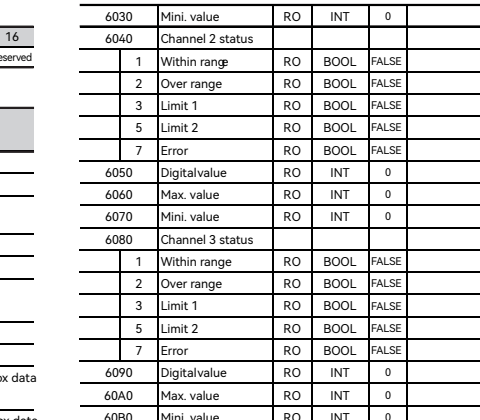 16
eserved
ox data
ox data
6030 Mini. value RO INT 0
6040 Channel 2 status
1 Within range RO BOOL FALSE
2 Over range RO BOOL FALSE
3 Limit 1 RO BOOL FALSE
5 Limit 2 RO BOOL FALSE
7 Error RO BOOL FALSE
6050 Digitalvalue RO INT 0
6060 Max. value RO INT 0
6070 Mini. value RO INT 0
6080 Channel 3 status
1 Within range RO BOOL FALSE
2 Over range RO BOOL FALSE
3 Limit 1 RO BOOL FALSE
5 Limit 2 RO BOOL FALSE
7 Error RO BOOL FALSE
6090 Digitalvalue RO INT 0
60A0 Max. value RO INT 0
60B0 Mini. value RO INT 0